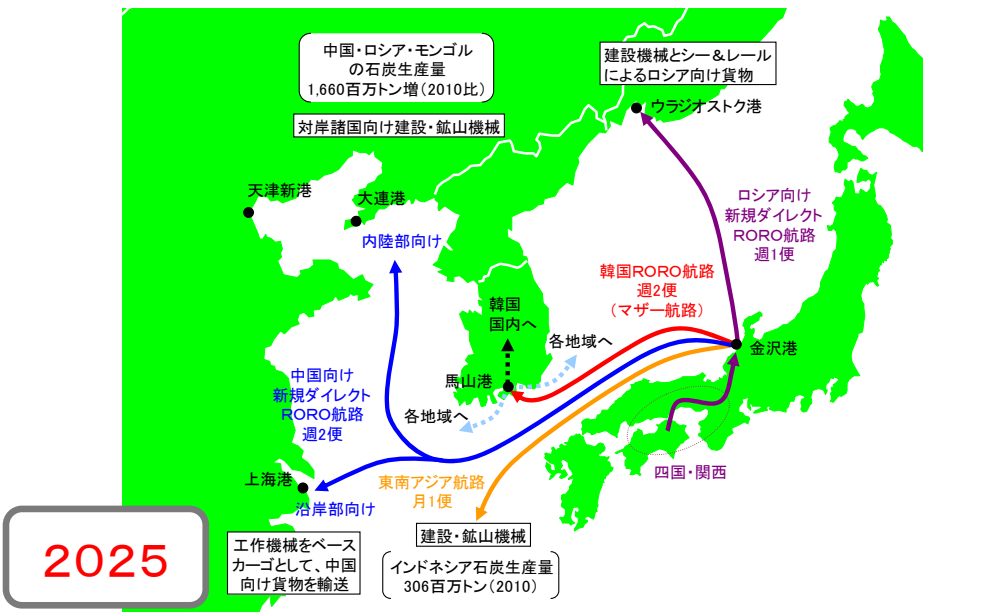 中国・ロシア・モンゴル
の石炭生産量
1,660百万トン増（2010比）
建設機械とシー＆レール
によるロシア向け貨物
ウラジオストク港
対岸諸国向け建設・鉱山機械
天津新港
大連港
内陸部向け
ロシア向け
新規ダイレクト
ＲＯＲＯ航路
週1便
韓国ＲＯＲＯ航路
週2便
（マザー航路）
韓国
国内へ
各地域へ
金沢港
馬山港
中国向け
新規ダイレクト
ＲＯＲＯ航路
週2便
各地域へ
四国・関西
上海港
沿岸部向け
東南アジア航路
月1便
建設・鉱山機械
インドネシア石炭生産量
306百万トン（2010）
工作機械をベース
カーゴとして、中国
向け貨物を輸送
2025